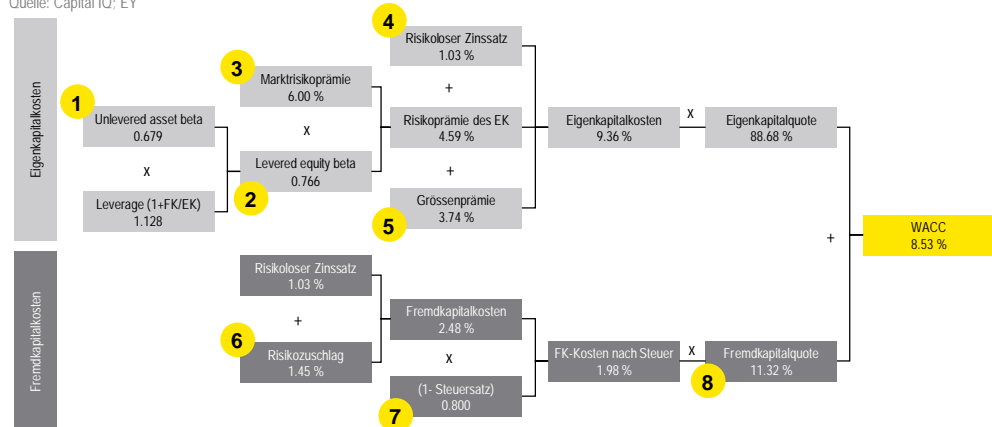 Quelle: Capital IQ; EY
Eigenkapitalkosten
1
Unlevered asset beta
0.679
x
Leverage (1+FK/EK)
1.128
3
Marktrisikoprämie
6.00 %
x
Levered equity beta
0.766
2
4
Risikoloser Zinssatz
1.03 %
+
Risikoprämie des EK
4.59 %
+
Grössenprämie
3.74 %
5
Eigenkapitalkosten
9.36 %
x
Eigenkapitalquote
88.68 %
+
WACC
8.53 %
Fremdkapitalkosten
Risikoloser Zinssatz
1.03 %
+
6
Risikozuschlag
1.45 %
Fremdkapitalkosten
2.48 %
x
(1- Steuersatz)
0.800
7
FK-Kosten nach Steuer
1.98 %
x
Fremdkapitalquote
11.32 %
8